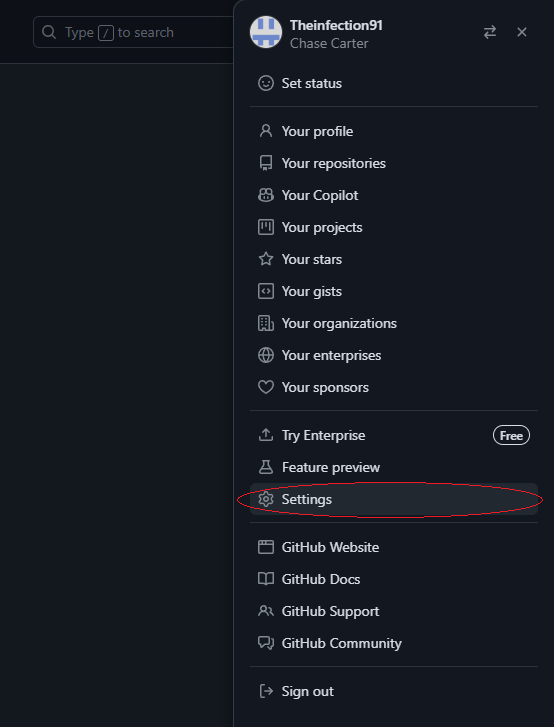 Type / to search
Theinfection91
Chase Carter
Set status
Your profile
Your repositories
Your Copilot
Your projects
Your stars
Your gists
Your organizations
Your enterprises
Your sponsors
Try Enterprise Free
Feature preview
Settings
GitHub Website
GitHub Docs
GitHub Support
GitHub Community
Sign out